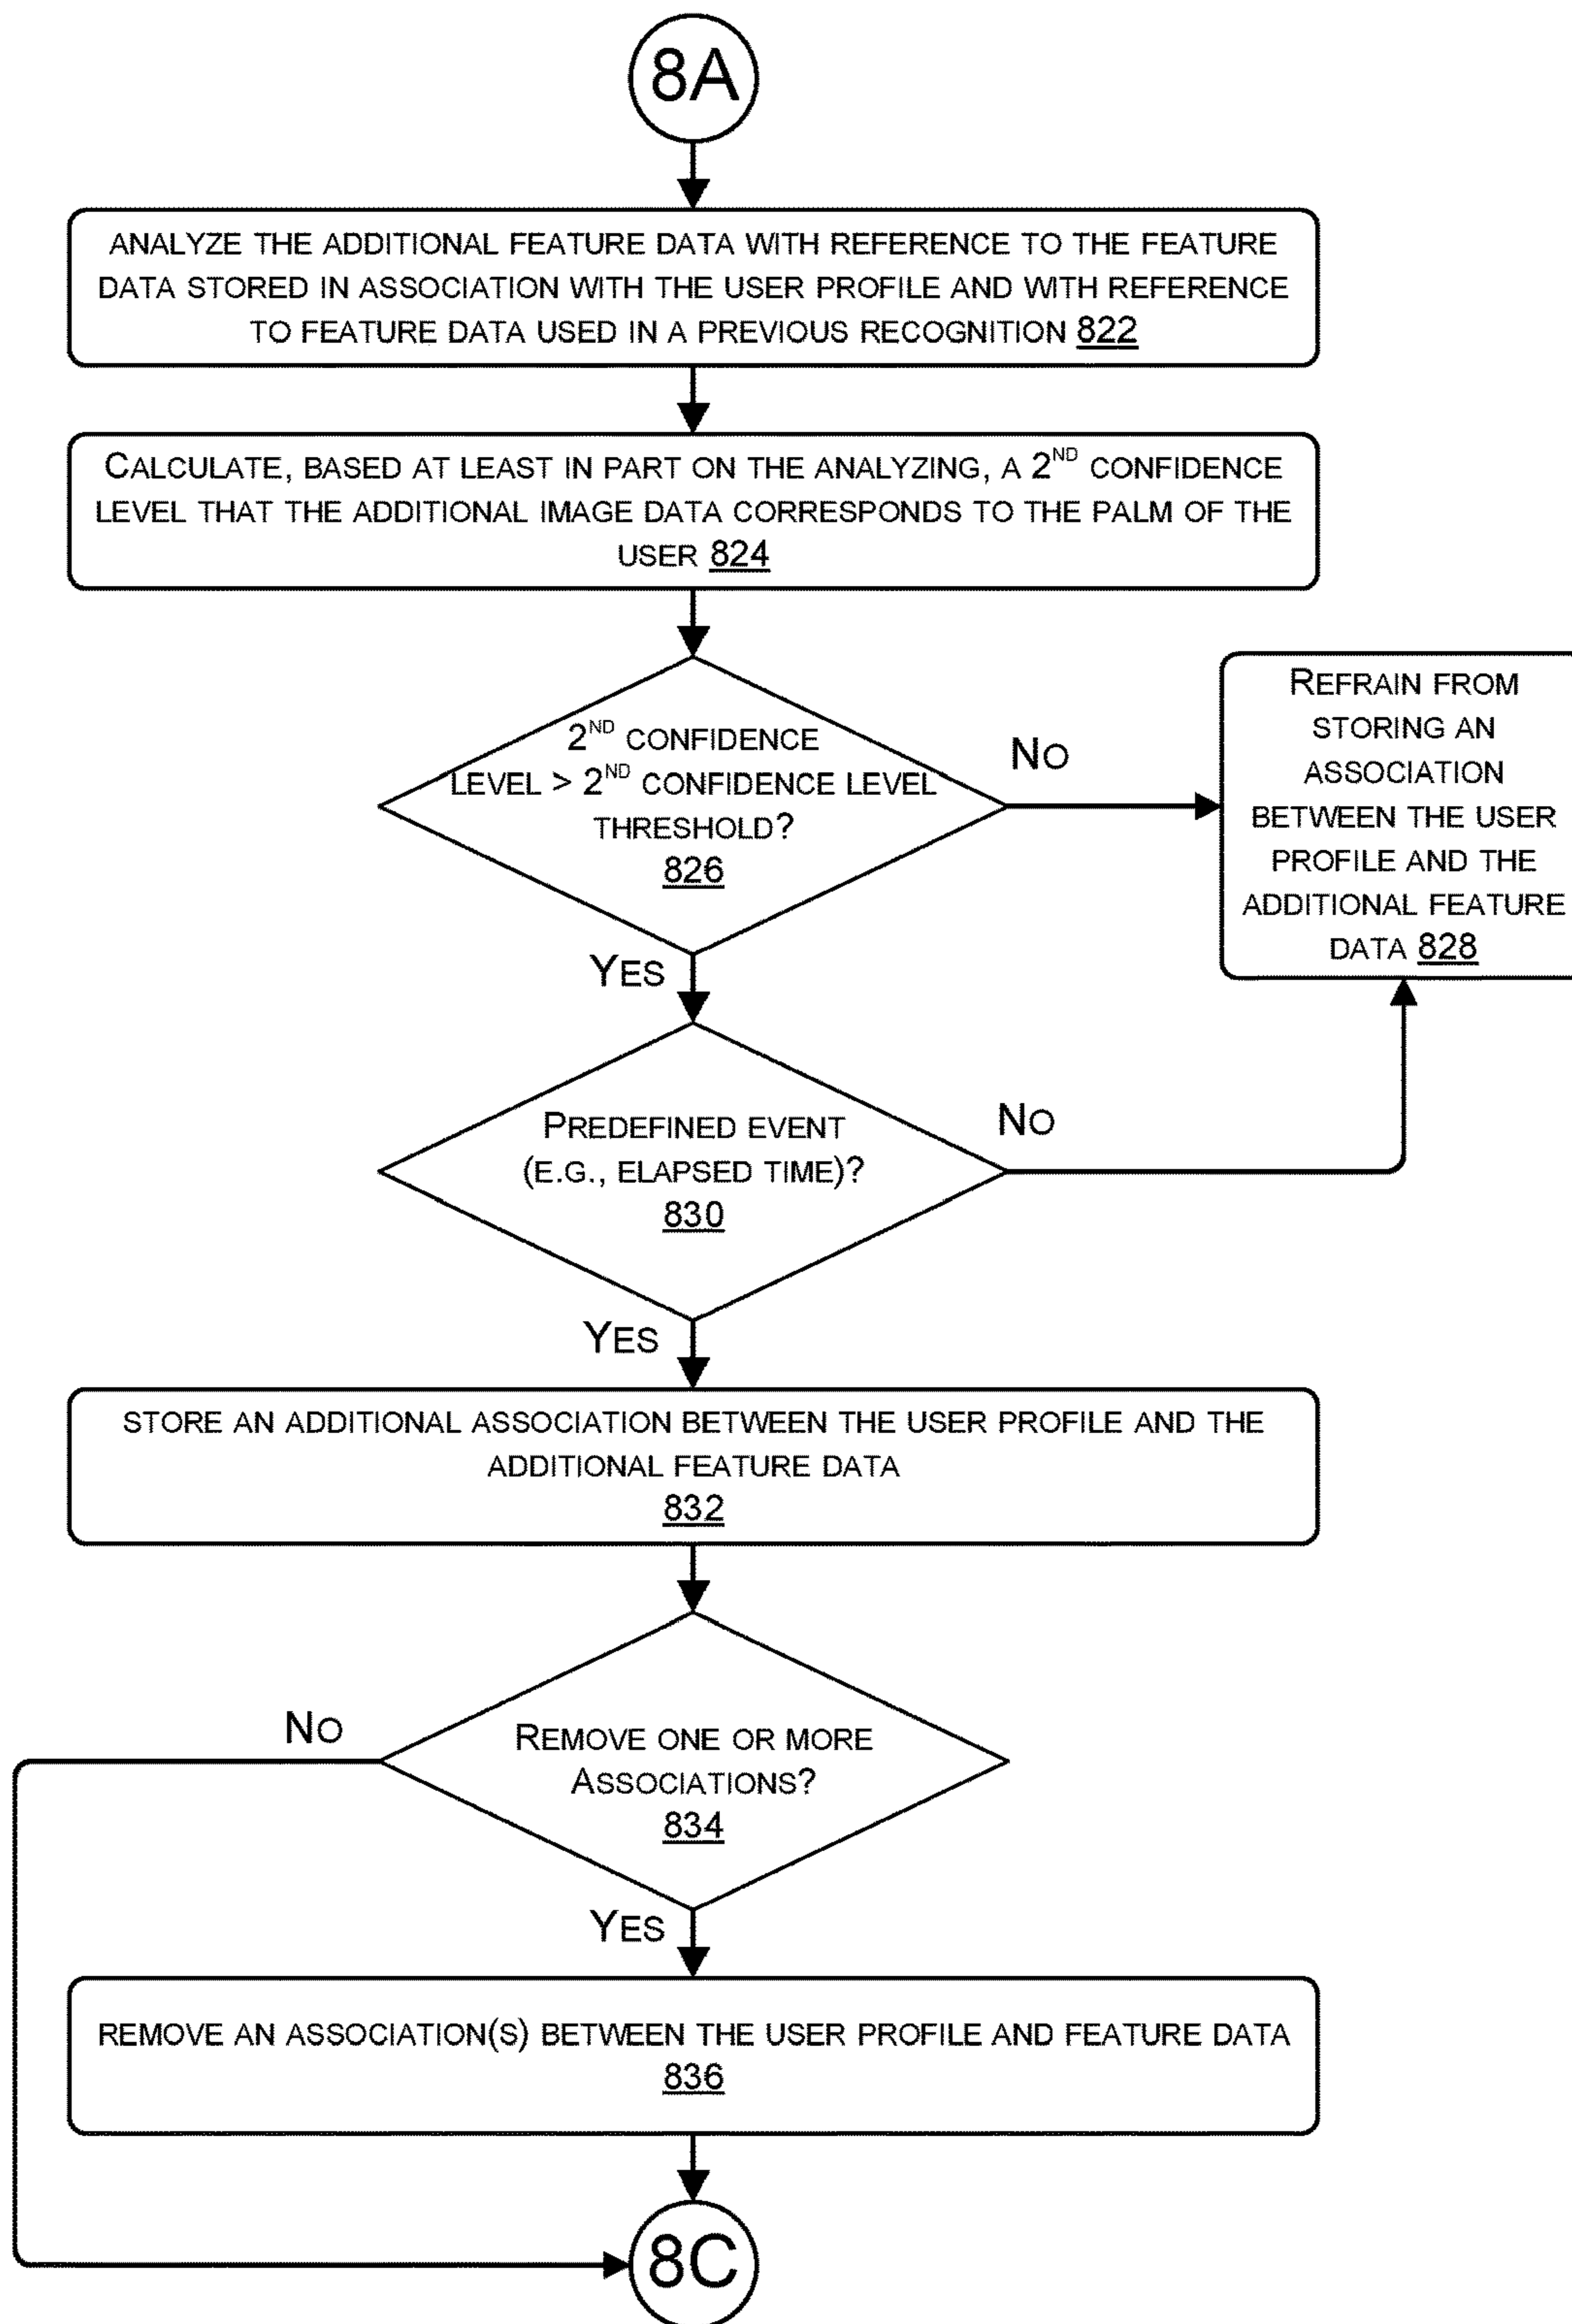 8A
ANALYZE THE ADDITIONAL FEATURE DATA WITH REFERENCE TO THE FEATURE
DATA STORED IN ASSOCIATION WITH THE USER PROFILE AND WITH REFERENCE
TO FEATURE DATA USED IN A PREVIOUS RECOGNITION 822
CALCULATE, BASED AT LEAST IN PART ON THE ANALYZING, A 2ND CONFIDENCE
LEVEL THAT THE ADDITIONAL IMAGE DATA CORRESPONDS TO THE PALM OF THE
USER 824
2ND CONFIDENCE
LEVEL > 2ND CONFIDENCE LEVEL
THRESHOLD?
826
NO
REFRAIN FROM
STORING AN
ASSOCIATION
BETWEEN THE USER
PROFILE AND THE
ADDITIONAL FEATURE
DATA 828
YES
PREDEFINED EVENT
(E.G., ELAPSED TIME)?
830
NO
YES
STORE AN ADDITIONAL ASSOCIATION BETWEEN THE USER PROFILE AND THE
ADDITIONAL FEATURE DATA
832
REMOVE ONE OR MORE
ASSOCIATIONS?
834
NO
YES
REMOVE AN ASSOCIATION(S) BETWEEN THE USER PROFILE AND FEATURE DATA
836
8C